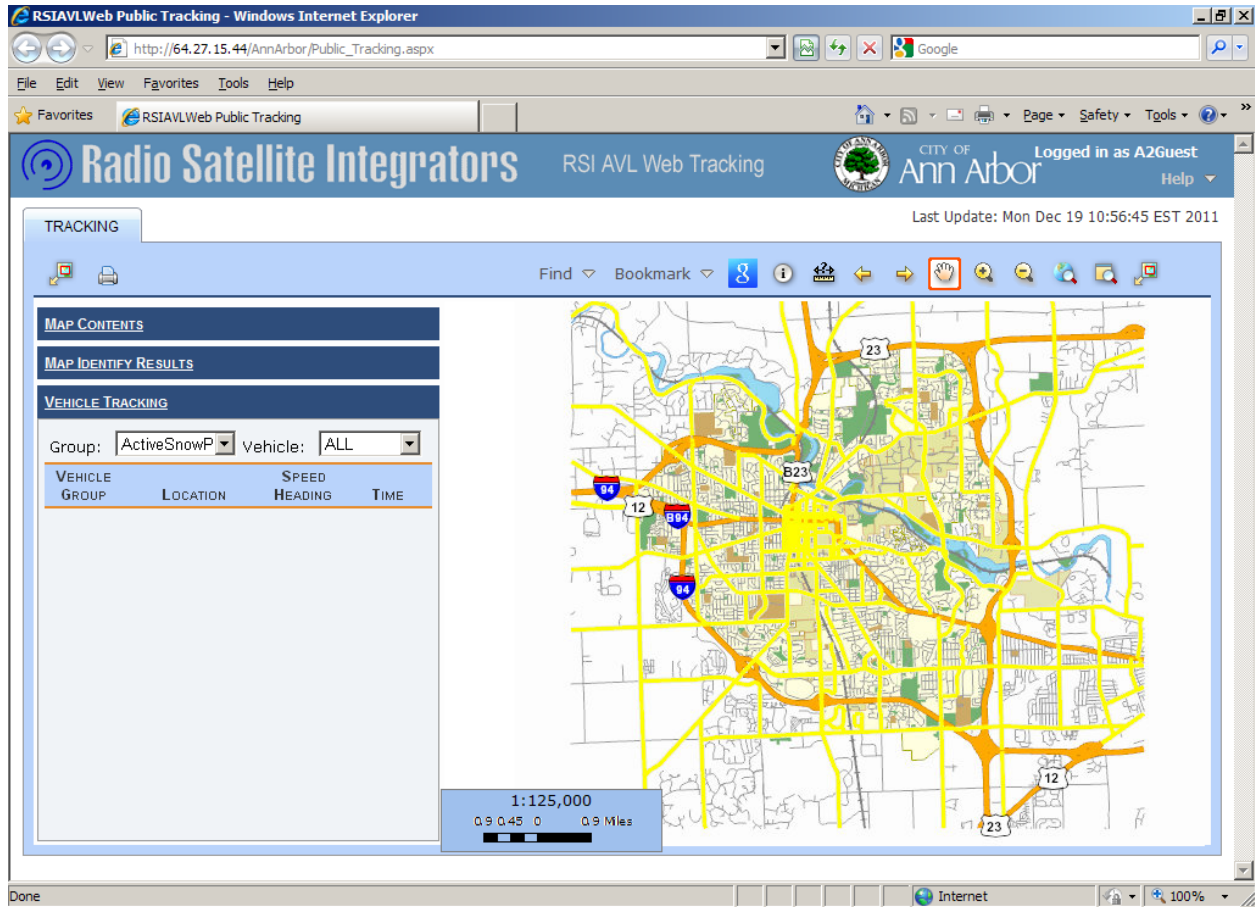 RSIAVLWeb Public Tracking - Windows Internet Explorer
http://64.27.15.44/AnnArbor/Public_Tracking.aspx
Google
File Edit View Favorites Tools Help
Favorites RSIAVLWeb Public Tracking
Page Safety Tools »
Radio Satellite Integrators RSI AVL Web Tracking
CITY OF
Ann Arbor
Logged in as A2Guest
Help
TRACKING
Last Update: Mon Dec 19 10:56:45 EST 2011
Find Bookmark 8
MAP CONTENTS
MAP IDENTIFY RESULTS
VEHICLE TRACKING
Group: ActiveSnowP Vehicle: ALL
VEHICLE GROUP LOCATION SPEED HEADING TIME
23
B23
94
12
B94
94
12
23
1:125,000
0.9 0.45 0 0.9 Miles
Done Internet 100%